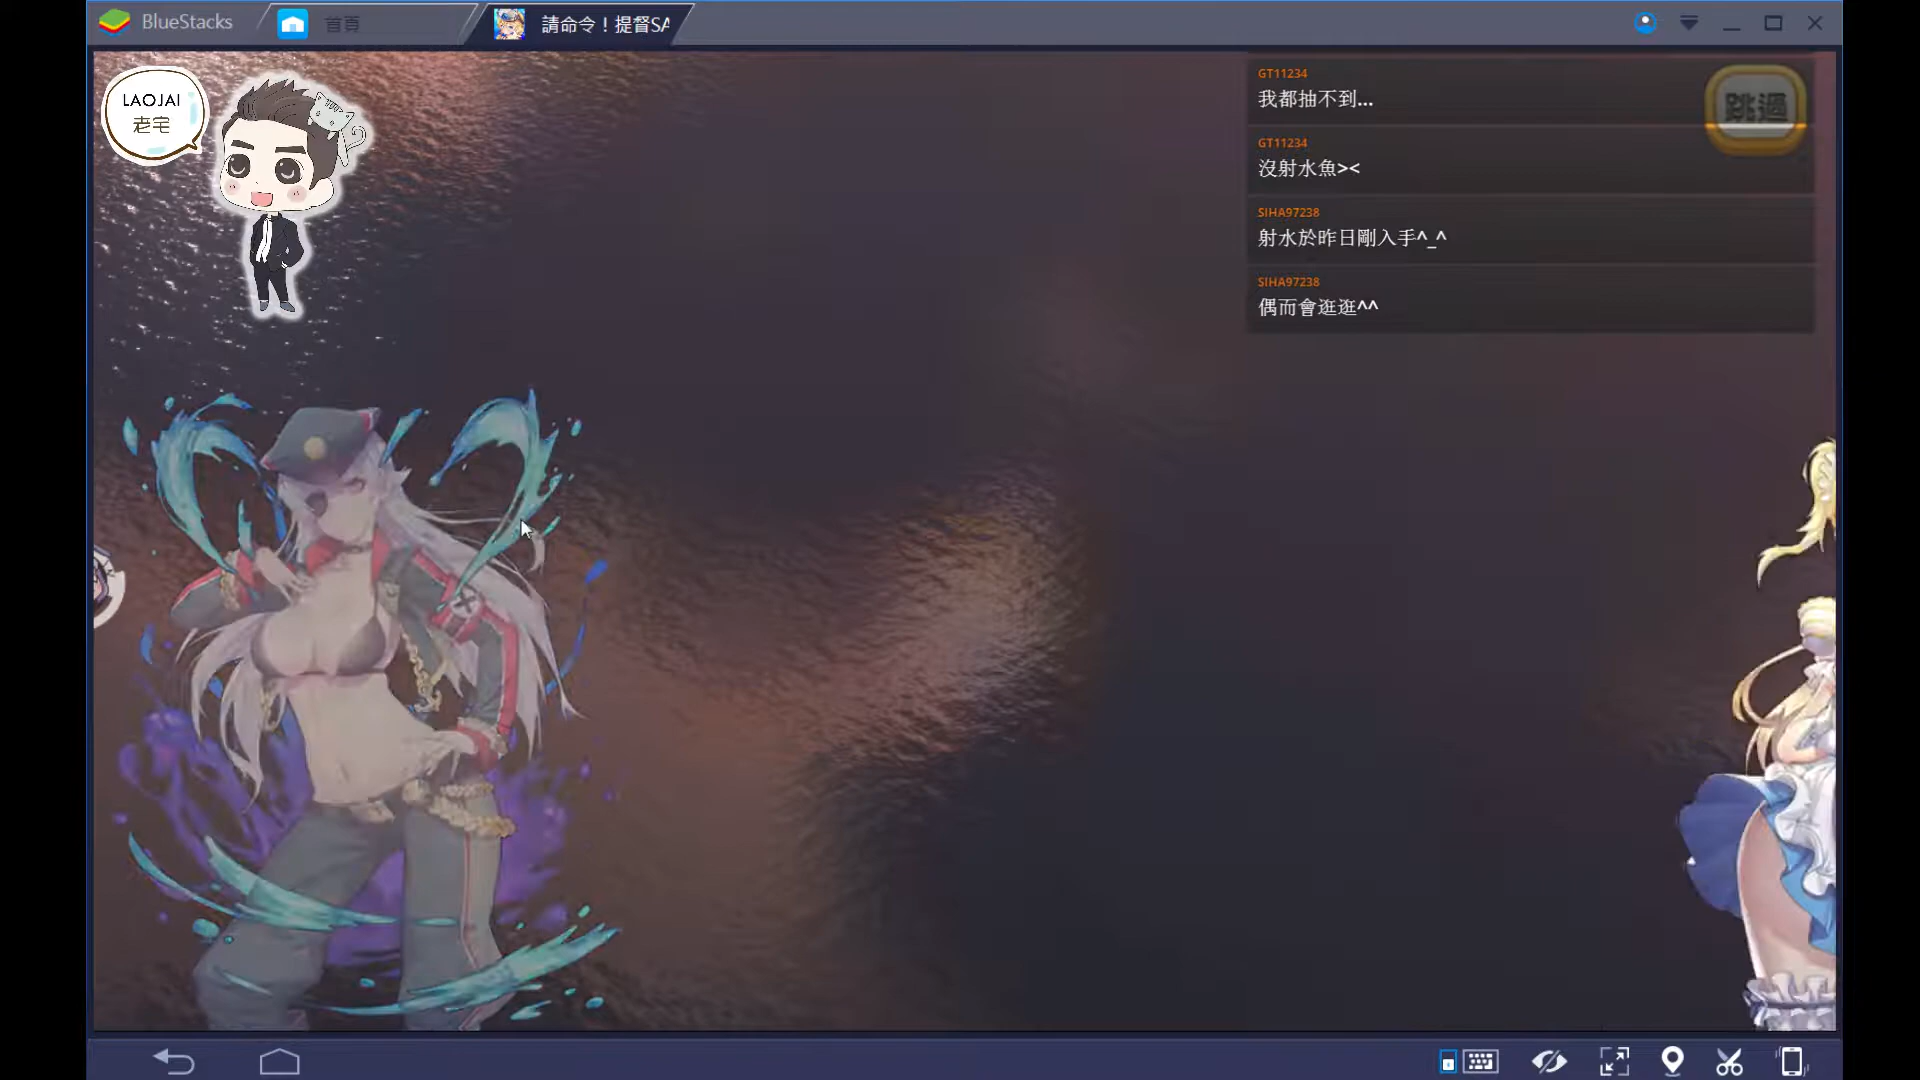 BlueStacks
首頁
請命令！提督SA
LAOJAI
老宅
GT11234
我都抽不到...
跳過
GT11234
沒射水魚><
SIHA97238
射水於昨日剛入手^_^
SIHA97238
偶而會逛逛^^